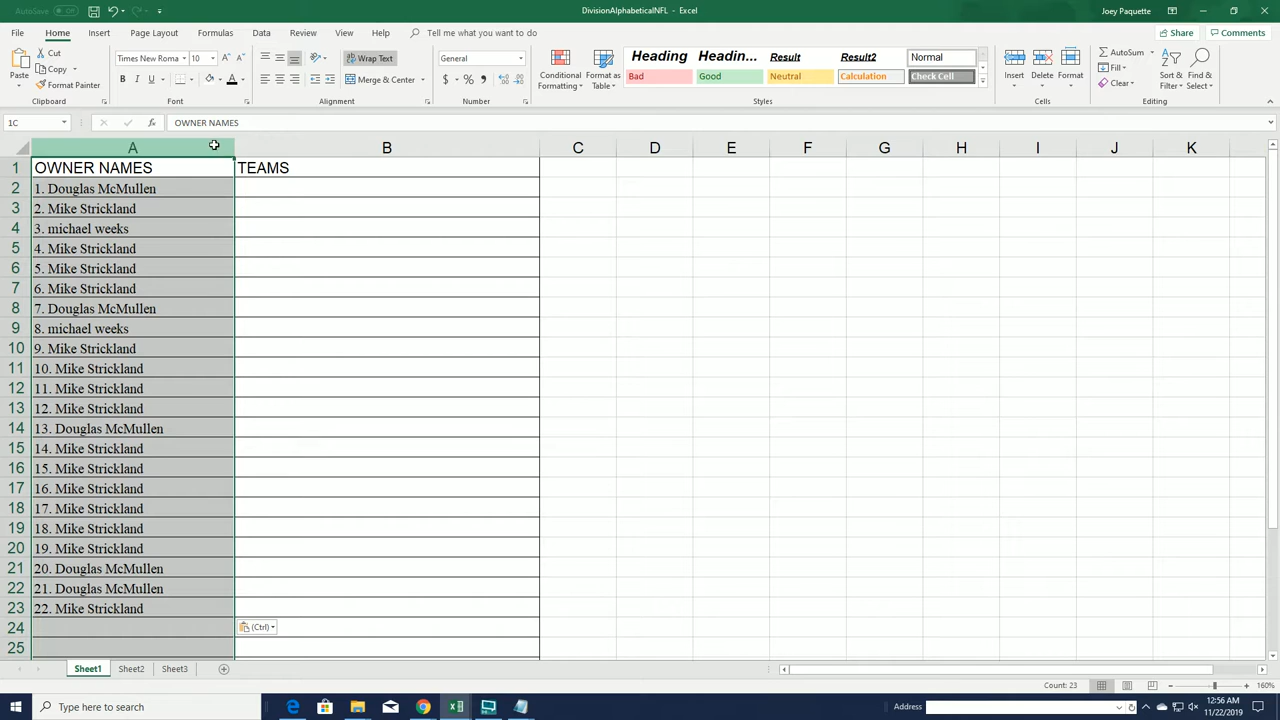 AutoSave Off
DivisionAlphabeticalNFL - Excel
Joey Paquette
File Home Insert Draw Page Layout Formulas Data Review View Help Tell me what you want to do
Share Comments
Paste
Cut
Copy
Format Painter
Clipboard
Times New Roma 10
B I U
Font
Wrap Text
Merge & Center
Alignment
General
$ % ,
Number
Conditional Formatting
Format as Table
Heading Headin... Result Result2 Normal
Bad Good Neutral Calculation Check Cell
Styles
Insert Delete Format
Cells
AutoSum
Fill
Clear
Sort & Filter
Find & Select
Editing
1C
OWNER NAMES
A B C D E F G H I J K
1 OWNER NAMES TEAMS
2 1. Douglas McMullen
3 2. Mike Strickland
4 3. michael weeks
5 4. Mike Strickland
6 5. Mike Strickland
7 6. Mike Strickland
8 7. Douglas McMullen
9 8. michael weeks
10 9. Mike Strickland
11 10. Mike Strickland
12 11. Mike Strickland
13 12. Mike Strickland
14 13. Douglas McMullen
15 14. Mike Strickland
16 15. Mike Strickland
17 16. Mike Strickland
18 17. Mike Strickland
19 18. Mike Strickland
20 19. Mike Strickland
21 20. Douglas McMullen
22 21. Douglas McMullen
23 22. Mike Strickland
24 (Ctrl)
25
Sheet1 Sheet2 Sheet3
Count: 23
160%
Type here to search
Address
12:56 AM
11/22/2019